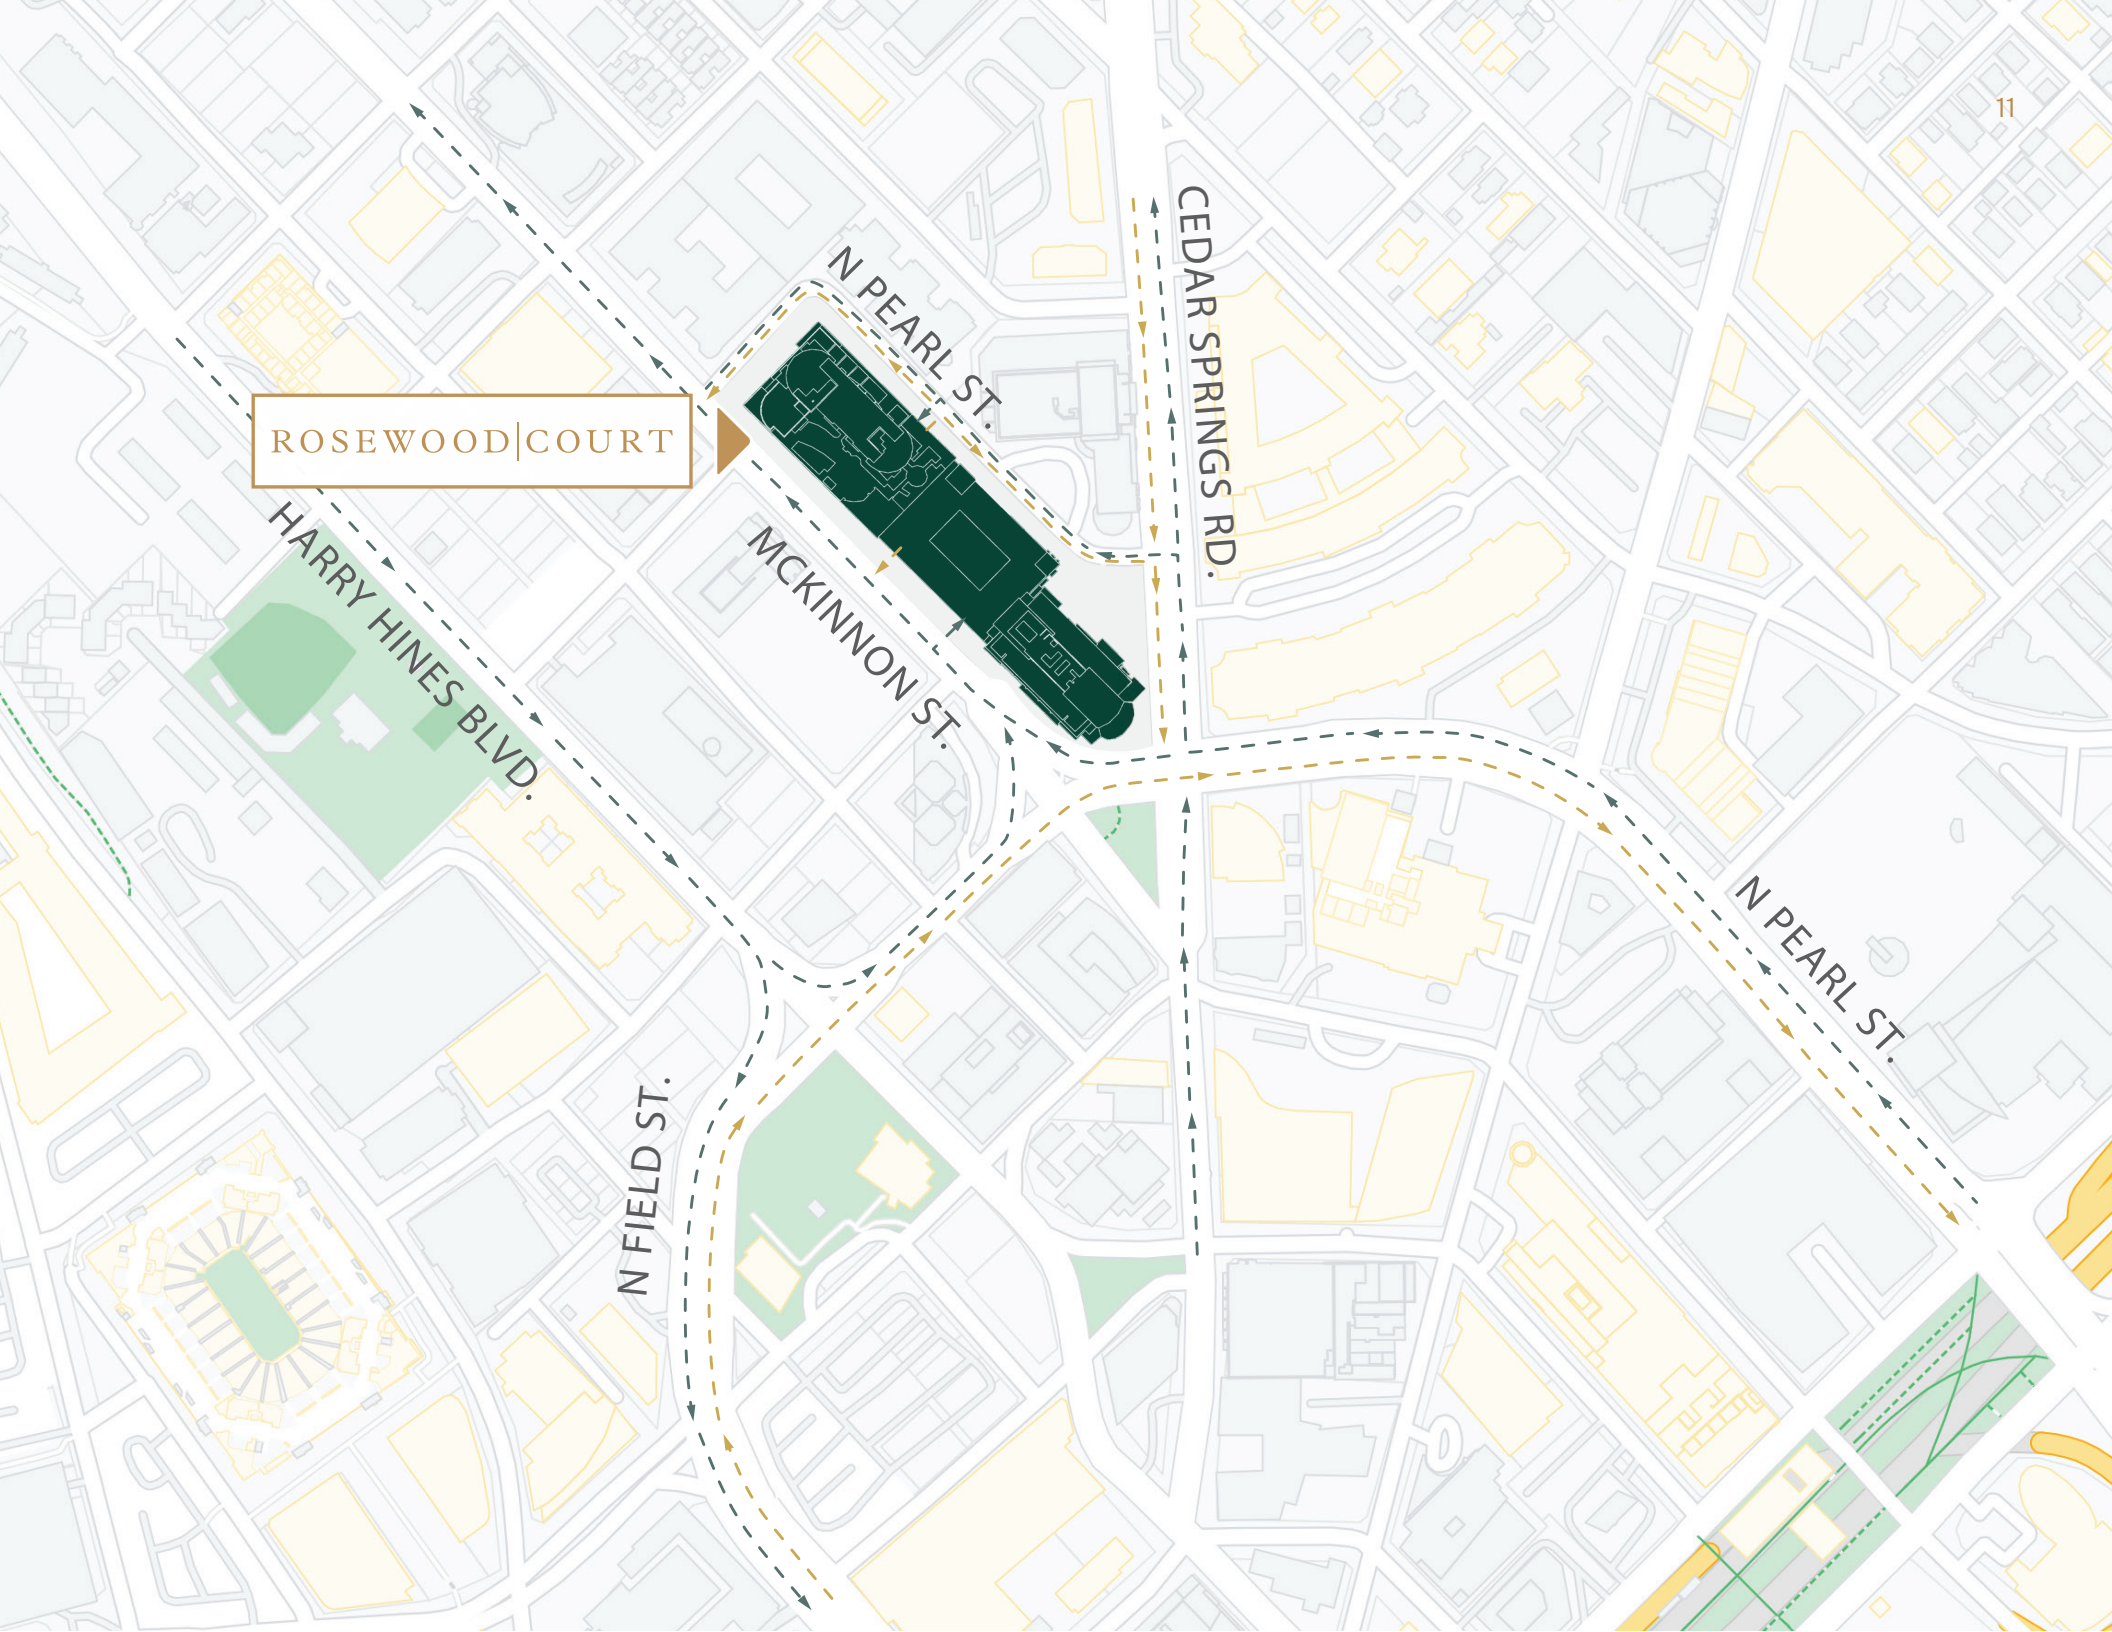 11
CEDAR SPRINGS RD.
N PEARL ST.
ROSEWOOD|COURT
HARRY HINES BLVD.
MCKINNON ST.
N PEARL ST.
N FIELD ST.